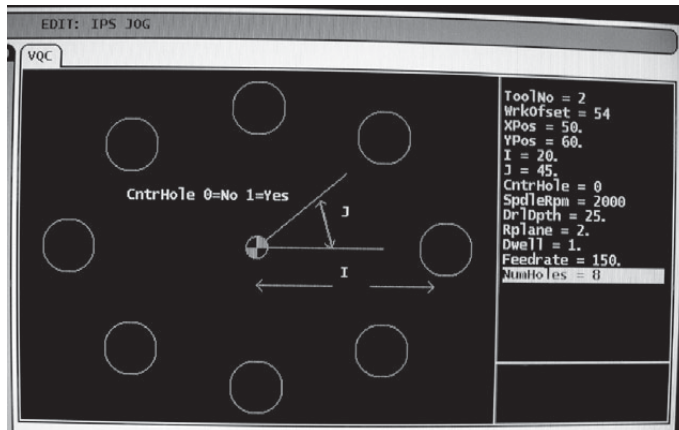 EDIT: IPS JOG
VQC
CntrHole 0=No 1=Yes
J
I
ToolNo = 2
WrkOfset = 54
XPos = 50.
YPos = 60.
I = 20.
J = 45.
CntrHole = 0
SpdleRpm = 2000
DrlDpth = 25.
Rplane = 2.
Dwell = 1.
Feedrate = 150.
NumHoles = 8